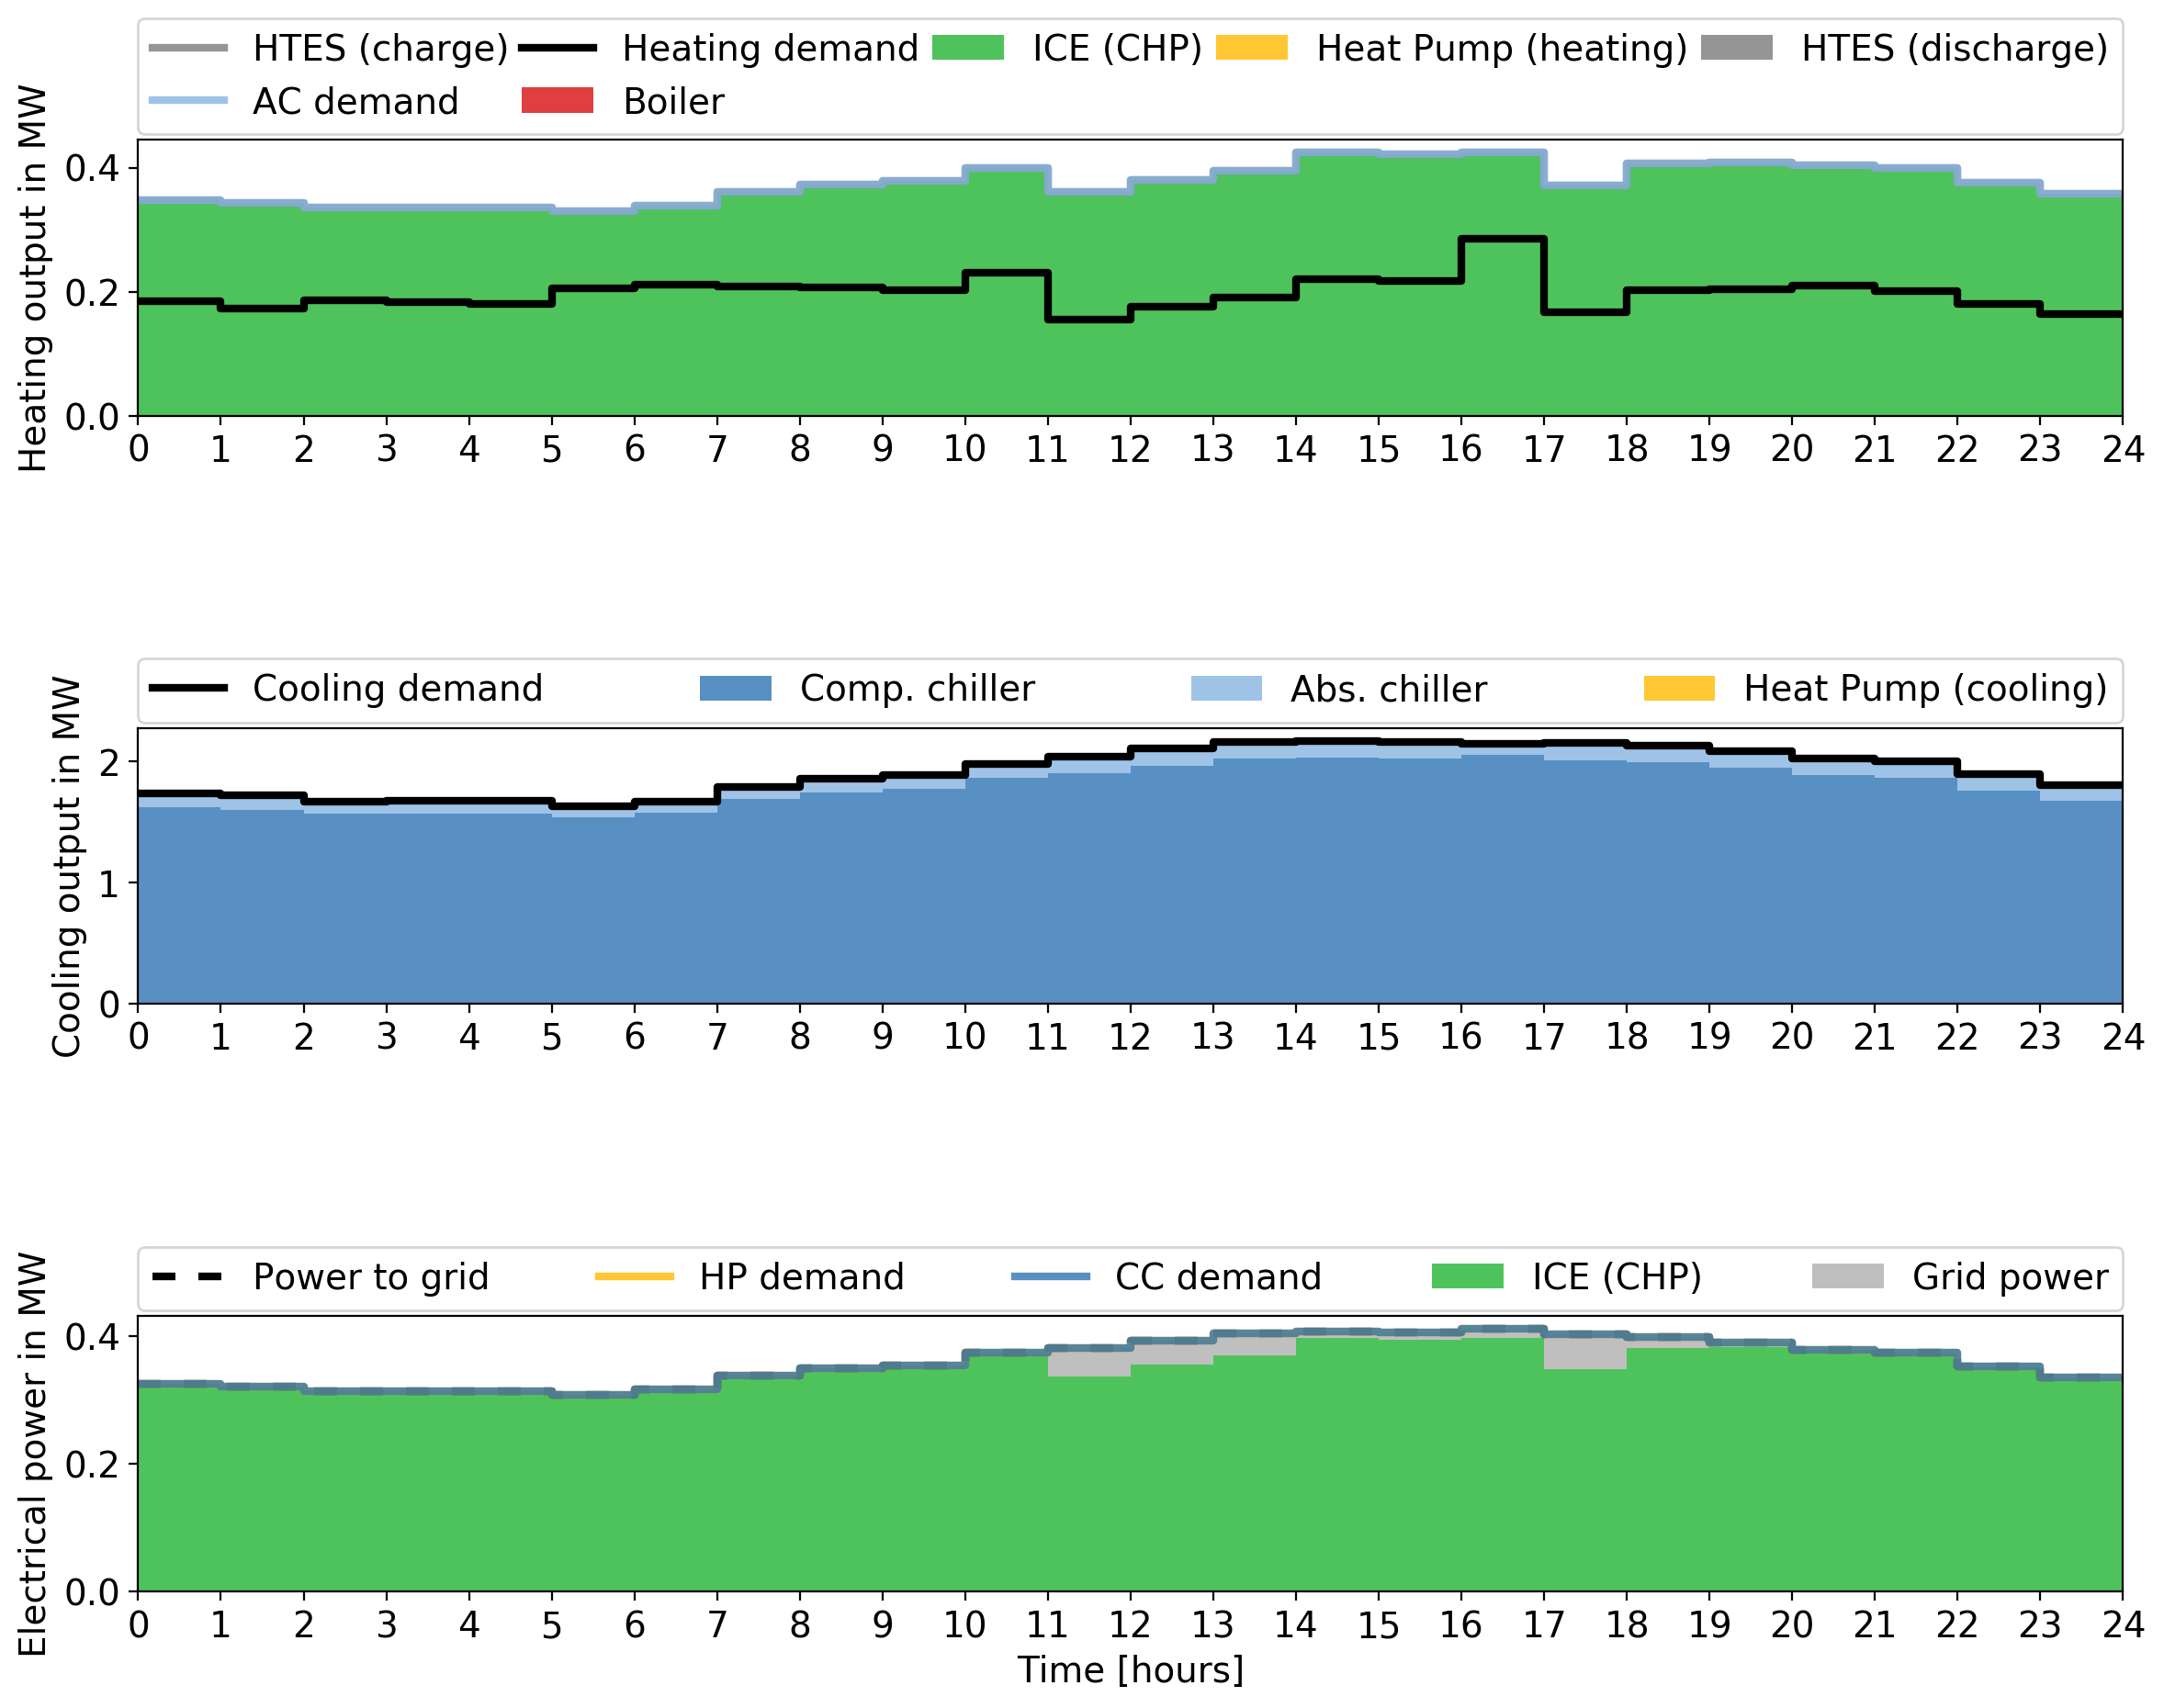 HTES (charge) Heating demand ICE (CHP) Heat Pump (heating) HTES (discharge)
AC demand Boiler
Heating output in MW
0.4
0.2
0.0
0 1 2 3 4 5 6 7 8 9 10 11 12 13 14 15 16 17 18 19 20 21 22 23 24
Cooling demand Comp. chiller Abs. chiller Heat Pump (cooling)
Cooling output in MW
2
1
0
0 1 2 3 4 5 6 7 8 9 10 11 12 13 14 15 16 17 18 19 20 21 22 23 24
Power to grid HP demand CC demand ICE (CHP) Grid power
Electrical power in MW
0.4
0.2
0.0
0 1 2 3 4 5 6 7 8 9 10 11 12 13 14 15 16 17 18 19 20 21 22 23 24
Time [hours]